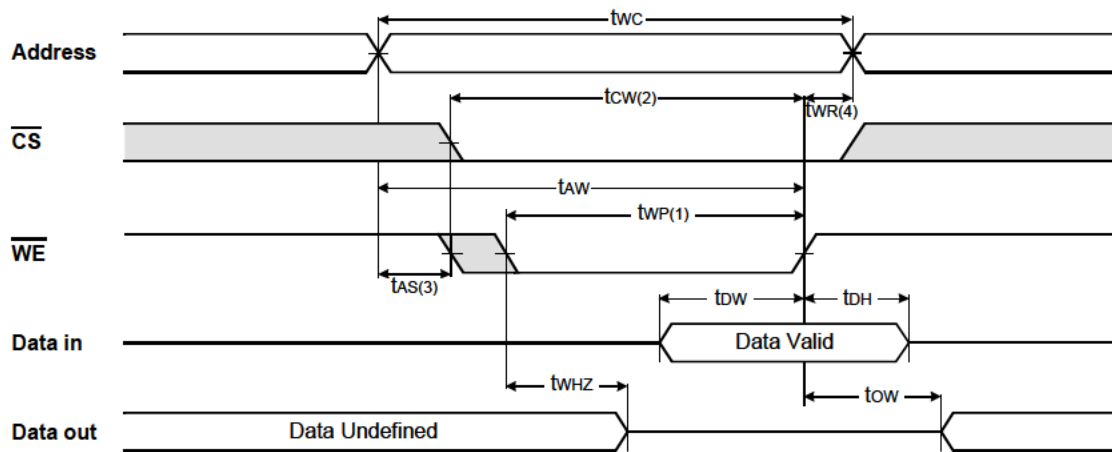 tWC
Address
tCW(2)
tWR(4)
CS
tAW
tWP(1)
WE
tAS(3)
tDW
tDH
Data in
Data Valid
tWHZ
tOW
Data out
Data Undefined